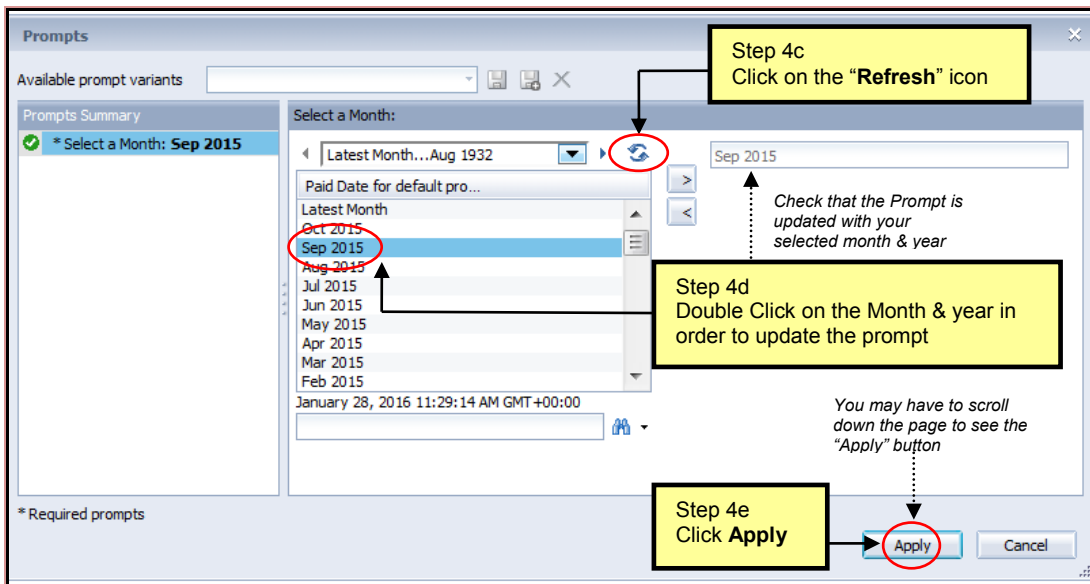 Prompts
Step 4c
Click on the “Refresh” icon
Available prompt variants
Prompts Summary
Select a Month:
* Select a Month: Sep 2015
Latest Month...Aug 1932
Sep 2015
Paid Date for default pro...
>
<
Latest Month
Oct 2015
Sep 2015
Aug 2015
Jul 2015
Jun 2015
May 2015
Apr 2015
Mar 2015
Feb 2015
Check that the Prompt is
updated with your
selected month & year
Step 4d
Double Click on the Month & year in
order to update the prompt
January 28, 2016 11:29:14 AM GMT+00:00
You may have to scroll
down the page to see the
“Apply” button
* Required prompts
Step 4e
Click Apply
Apply
Cancel